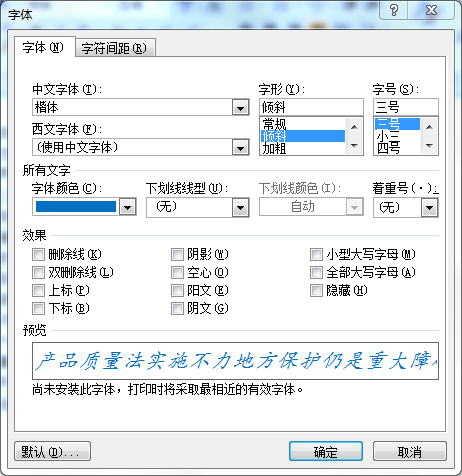 字体
字体(N) 字符间距(R)
中文字体(T): 字形(Y): 字号(S):
楷体 倾斜 三号
西文字体(F): 常规 三号
(使用中文字体) 倾斜 小三
加粗 四号
所有文字
字体颜色(C): 下划线线型(U): 下划线颜色(I): 着重号(·):
(无) 自动 (无)
效果
删除线(K) 阴影(W) 小型大写字母(M)
双删除线(L) 空心(O) 全部大写字母(A)
上标(P) 阳文(E) 隐藏(H)
下标(B) 阴文(G)
预览
产品质量法实施不力地方保护仍是重大障
尚未安装此字体，打印时将采取最相近的有效字体。
默认(D)... 确定 取消